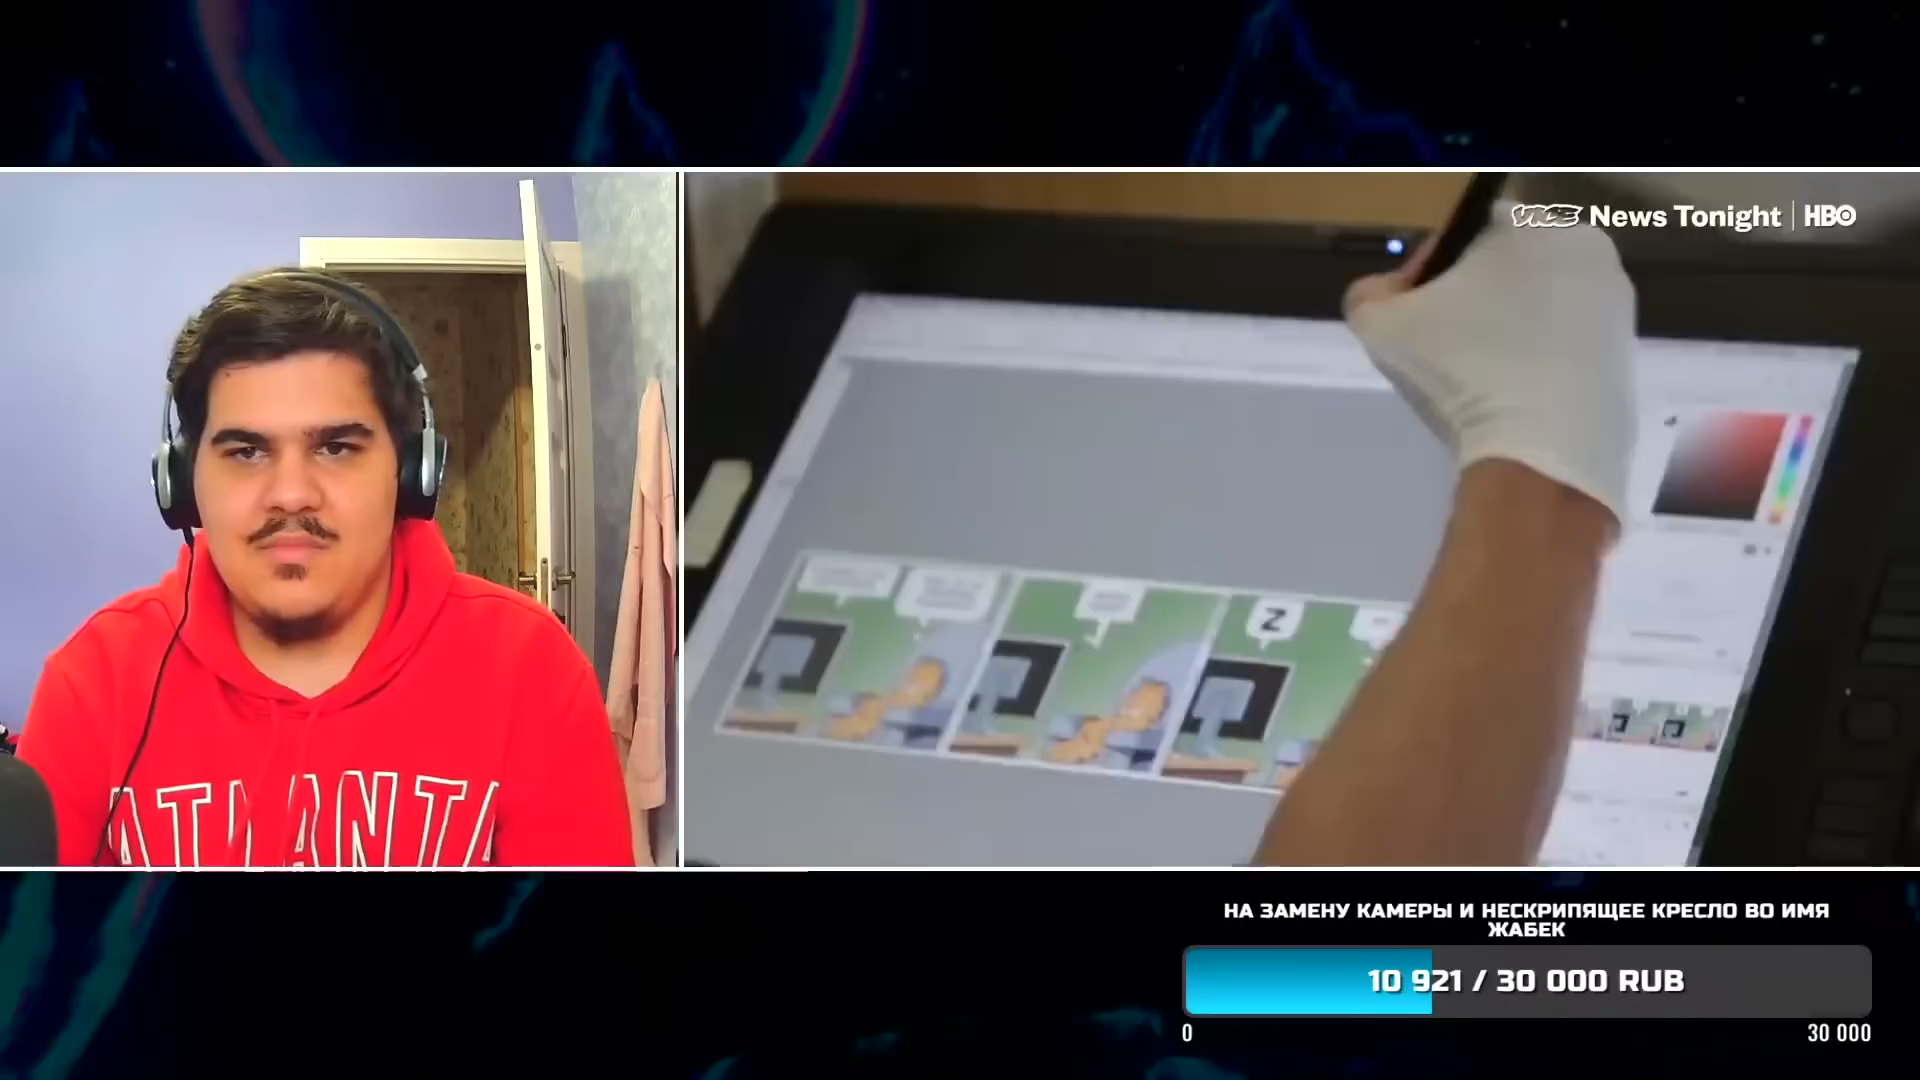 VICE News Tonight | HBO
Z
ATLANTA
НА ЗАМЕНУ КАМЕРЫ И НЕСКРИПЯЩЕЕ КРЕСЛО ВО ИМЯ
ЖАБЕК
10 921 / 30 000 RUB
0
30 000